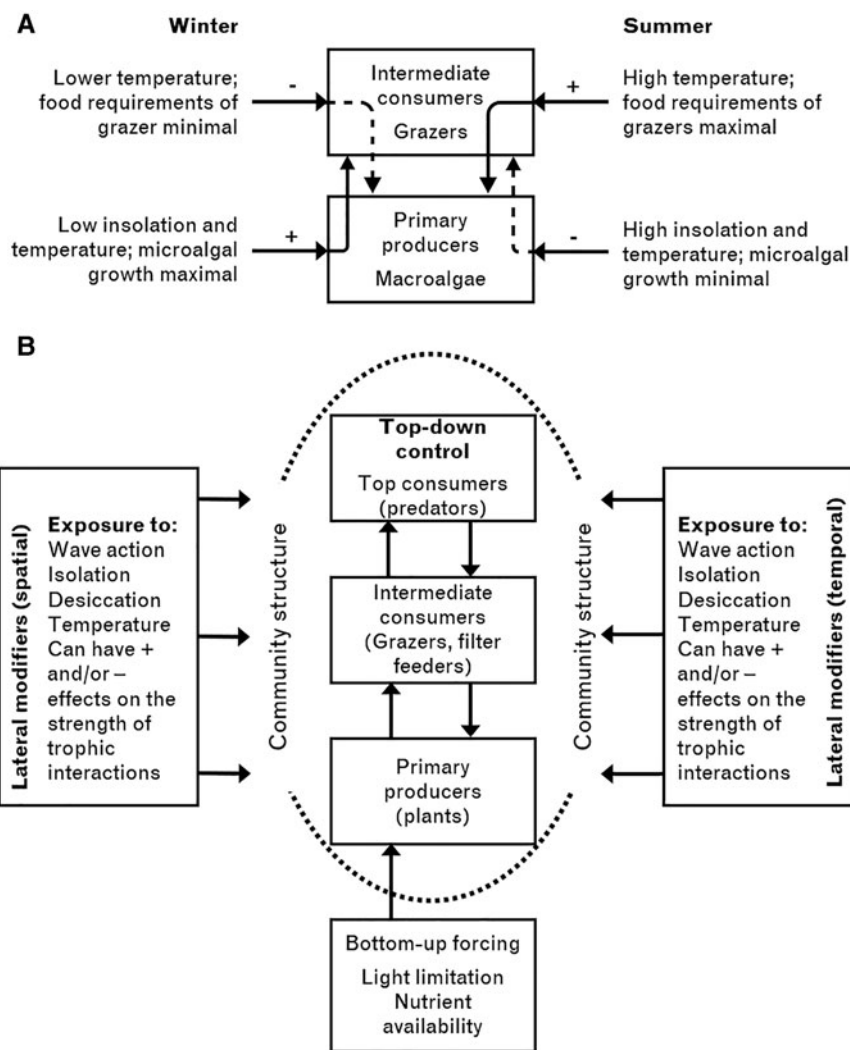 A
Winter
Summer
Lower temperature;
food requirements of
grazer minimal
-
Intermediate
consumers
Grazers
+
High temperature;
food requirements of
grazers maximal
Low insolation and
temperature; microalgal
growth maximal
+
Primary
producers
Macroalgae
-
High insolation and
temperature; microalgal
growth minimal
B
Lateral modifiers (spatial)
Exposure to:
Wave action
Isolation
Desiccation
Temperature
Can have +
and/or –
effects on the
strength of
trophic
interactions
Community structure
Top-down
control
Top consumers
(predators)
Intermediate
consumers
(Grazers, filter
feeders)
Primary
producers
(plants)
Bottom-up forcing
Light limitation
Nutrient
availability
Community structure
Exposure to:
Wave action
Isolation
Desiccation
Temperature
Can have +
and/or –
effects on the
strength of
trophic
interactions
Lateral modifiers (temporal)